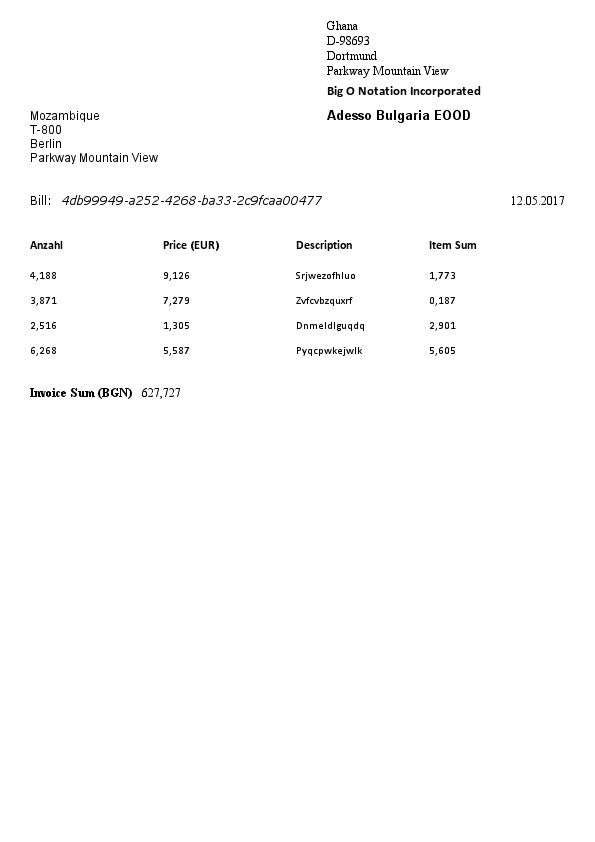 Ghana
D-98693
Dortmund
Parkway Mountain View
Big O Notation Incorporated
Mozambique
Adesso Bulgaria EOOD
T-800
Berlin
Parkway Mountain View
Bill: 4db99949-a252-4268-ba33-2c9fcaa00477 12.05.2017
Anzahl Price (EUR) Description Item Sum
4,188 9,126 Srjwezofhluo 1,773
3,871 7,279 Zvfcvbzquxrf 0,187
2,516 1,305 Dnmeldlguqdq 2,901
6,268 5,587 Pyqcpwkejwlk 5,605
Invoice Sum (BGN) 627,727